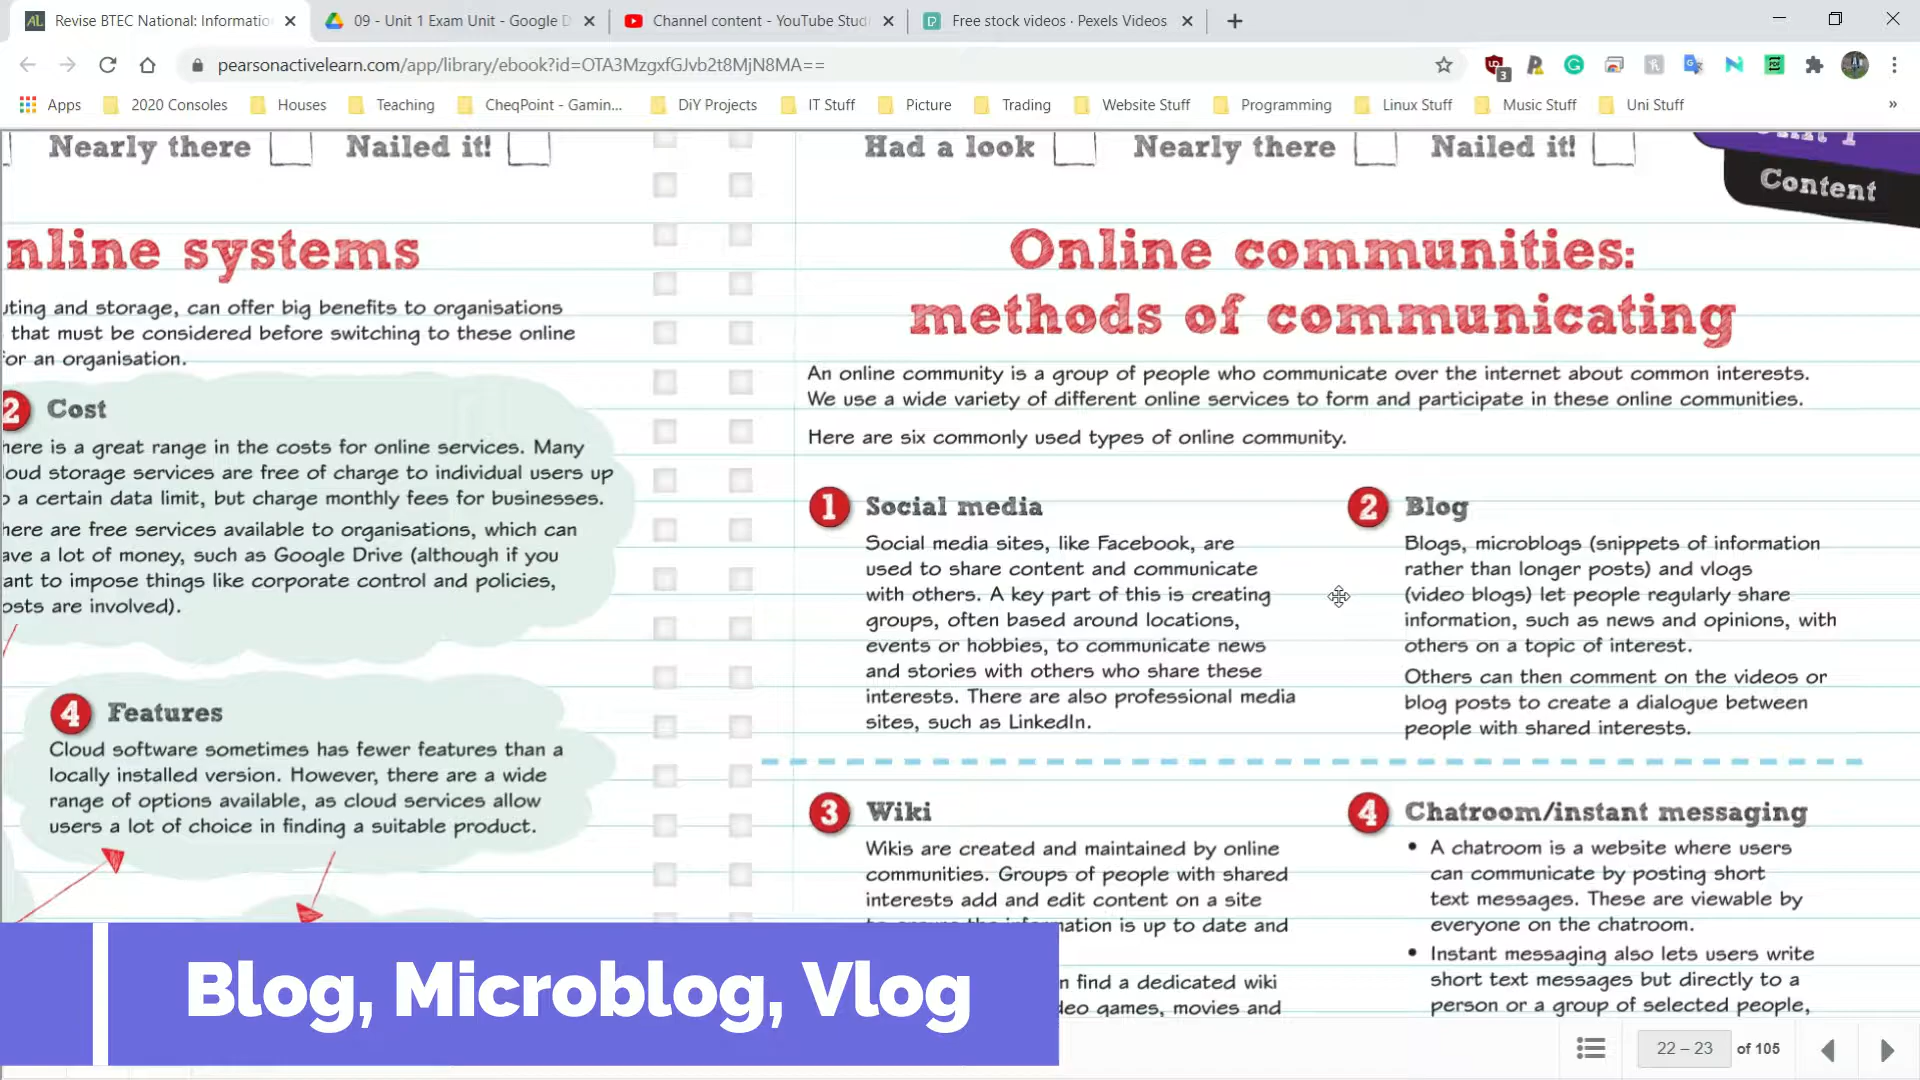 Revise BTEC National: Informatio
09 - Unit 1 Exam Unit - Google D
Channel content - YouTube Stud
Free stock videos · Pexels Videos
pearsonactivelearn.com/app/library/ebook?id=OTA3MzgxfGJvb2t8MjN8MA==
3
Apps
2020 Consoles
Houses
Teaching
CheqPoint - Gamin...
DiY Projects
IT Stuff
Picture
Trading
Website Stuff
Programming
Linux Stuff
Music Stuff
Uni Stuff
»
Nearly there
Nailed it!
Had a look
Nearly there
Nailed it!
Unit 1
Content
nline systems
uting and storage, can offer big benefits to organisations
that must be considered before switching to these online
for an organisation.
2 Cost
here is a great range in the costs for online services. Many
loud storage services are free of charge to individual users up
o a certain data limit, but charge monthly fees for businesses.
here are free services available to organisations, which can
ave a lot of money, such as Google Drive (although if you
ant to impose things like corporate control and policies,
osts are involved).
4 Features
Cloud software sometimes has fewer features than a
locally installed version. However, there are a wide
range of options available, as cloud services allow
users a lot of choice in finding a suitable product.
Online communities:
methods of communicating
An online community is a group of people who communicate over the internet about common interests.
We use a wide variety of different online services to form and participate in these online communities.
Here are six commonly used types of online community.
1 Social media
Social media sites, like Facebook, are
used to share content and communicate
with others. A key part of this is creating
groups, often based around locations,
events or hobbies, to communicate news
and stories with others who share these
interests. There are also professional media
sites, such as LinkedIn.
2 Blog
Blogs, microblogs (snippets of information
rather than longer posts) and vlogs
(video blogs) let people regularly share
information, such as news and opinions, with
others on a topic of interest.
Others can then comment on the videos or
blog posts to create a dialogue between
people with shared interests.
3 Wiki
Wikis are created and maintained by online
communities. Groups of people with shared
interests add and edit content on a site
to ensure the information is up to date and
n find a dedicated wiki
deo games, movies and
4 Chatroom/instant messaging
• A chatroom is a website where users
can communicate by posting short
text messages. These are viewable by
everyone on the chatroom.
• Instant messaging also lets users write
short text messages but directly to a
person or a group of selected people,
Blog, Microblog, Vlog
22 – 23 of 105